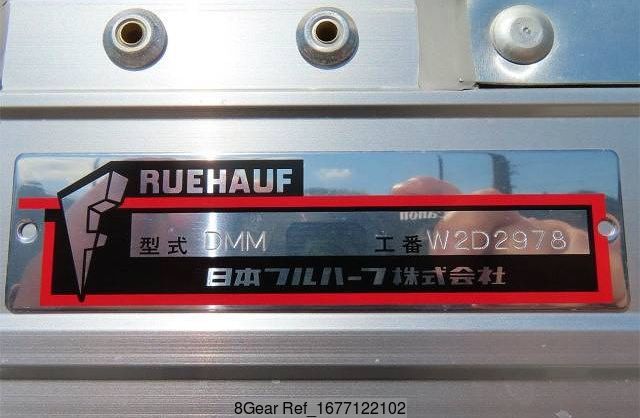 RUEHAUF
型式 DMM 工番 W2D2978
日本フルハーフ株式会社
8Gear Ref_1677122102